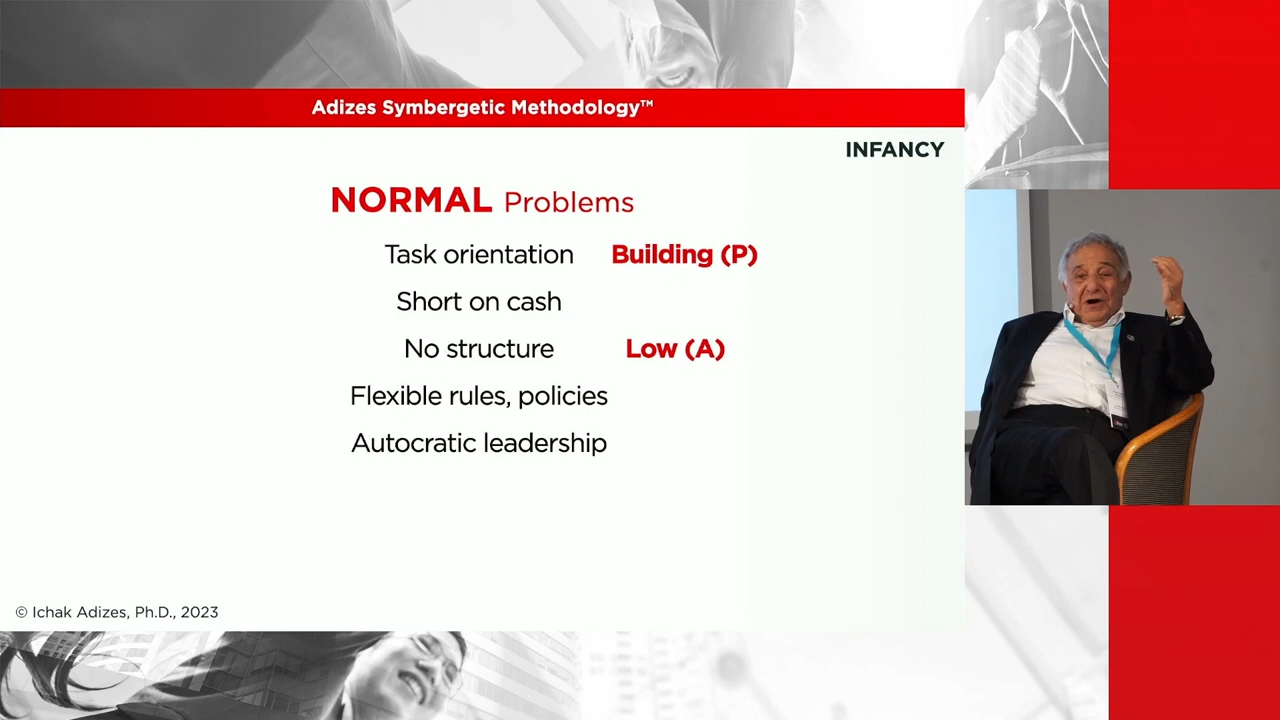 Adizes Symbergetic Methodology™
INFANCY
NORMAL Problems
Task orientation Building (P)
Short on cash
No structure Low (A)
Flexible rules, policies
Autocratic leadership
© Ichak Adizes, Ph.D., 2023